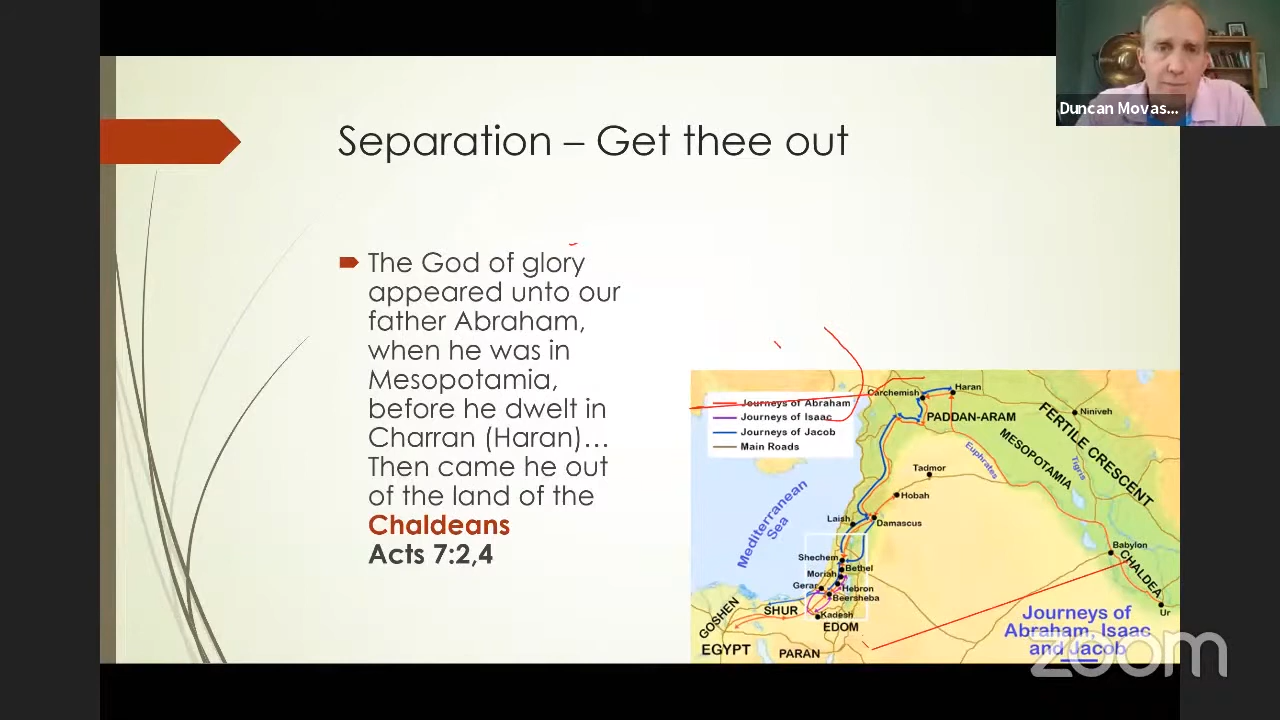 Duncan Movas...
Separation – Get thee out
The God of glory
appeared unto our
father Abraham,
when he was in
Mesopotamia,
before he dwelt in
Charran (Haran)…
Then came he out
of the land of the
Chaldeans
Acts 7:2,4
Journeys of Abraham
Journeys of Isaac
Journeys of Jacob
Main Roads
Carchemish
Haran
PADDAN-ARAM
Niniveh
FERTILE CRESCENT
MESOPOTAMIA
Tigris
Euphrates
Tadmor
Hobah
Mediterranean
Sea
Laish
Damascus
Shechem
Bethel
Moriah
Gerar
Hebron
Beersheba
Kadesh
EDOM
GOSHEN
SHUR
EGYPT
PARAN
Babylon
CHALDEA
Ur
Journeys of
Abraham, Isaac
and Jacob
zoom